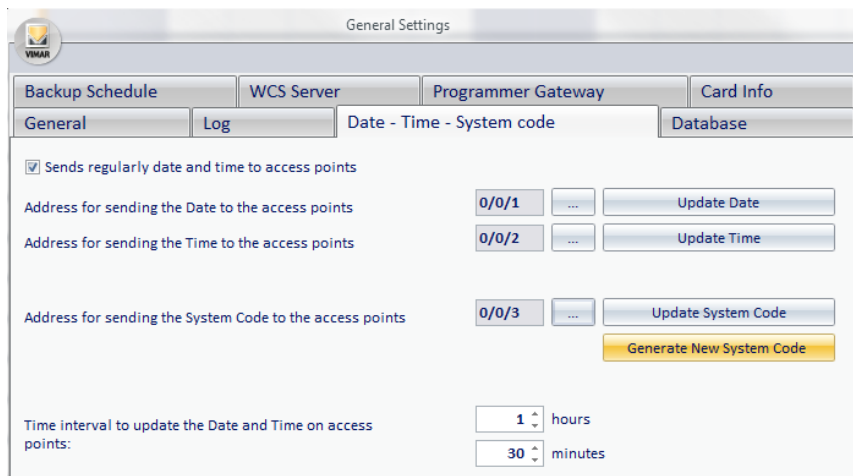 General Settings
VIMAR
Backup Schedule WCS Server Programmer Gateway Card Info
General Log Date - Time - System code Database
Sends regularly date and time to access points
Address for sending the Date to the access points 0/0/1 ... Update Date
Address for sending the Time to the access points 0/0/2 ... Update Time
Address for sending the System Code to the access points 0/0/3 ... Update System Code
Generate New System Code
Time interval to update the Date and Time on access
points:
1 hours
30 minutes